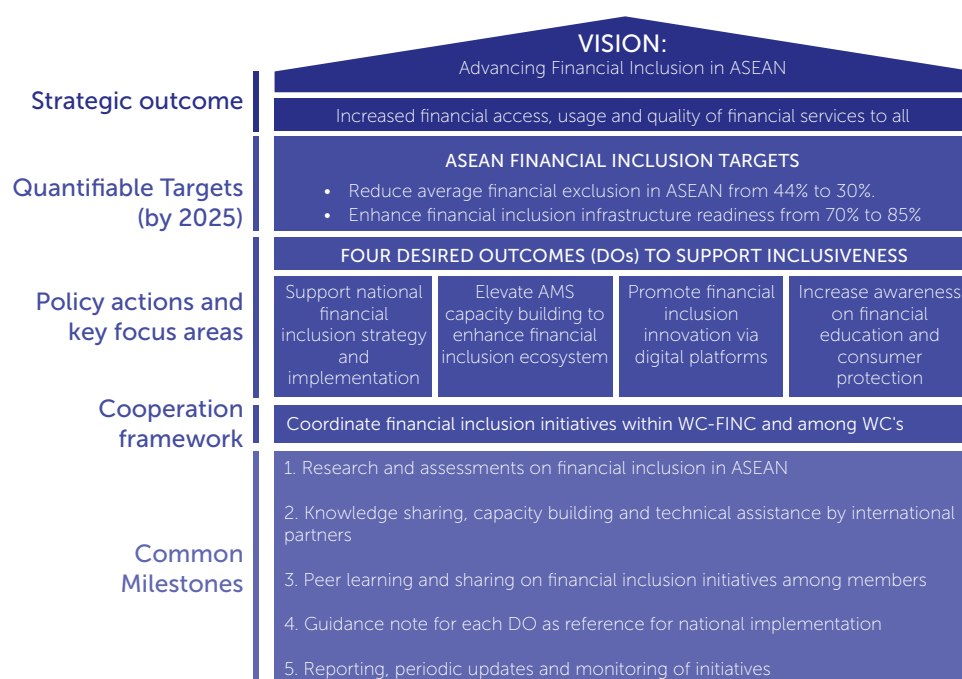 VISION:
Advancing Financial Inclusion in ASEAN
Strategic outcome
Increased financial access, usage and quality of financial services to all
Quantifiable Targets
(by 2025)
ASEAN FINANCIAL INCLUSION TARGETS
• Reduce average financial exclusion in ASEAN from 44% to 30%.
• Enhance financial inclusion infrastructure readiness from 70% to 85%
Policy actions and
key focus areas
FOUR DESIRED OUTCOMES (DOs) TO SUPPORT INCLUSIVENESS
Support national
financial
inclusion strategy
and
implementation
Elevate AMS
capacity building to
enhance financial
inclusion ecosystem
Promote financial
inclusion
innovation via
digital platforms
Increase awareness
on financial
education and
consumer
protection
Cooperation
framework
Coordinate financial inclusion initiatives within WC-FINC and among WC's
Common
Milestones
1. Research and assessments on financial inclusion in ASEAN
2. Knowledge sharing, capacity building and technical assistance by international
partners
3. Peer learning and sharing on financial inclusion initiatives among members
4. Guidance note for each DO as reference for national implementation
5. Reporting, periodic updates and monitoring of initiatives